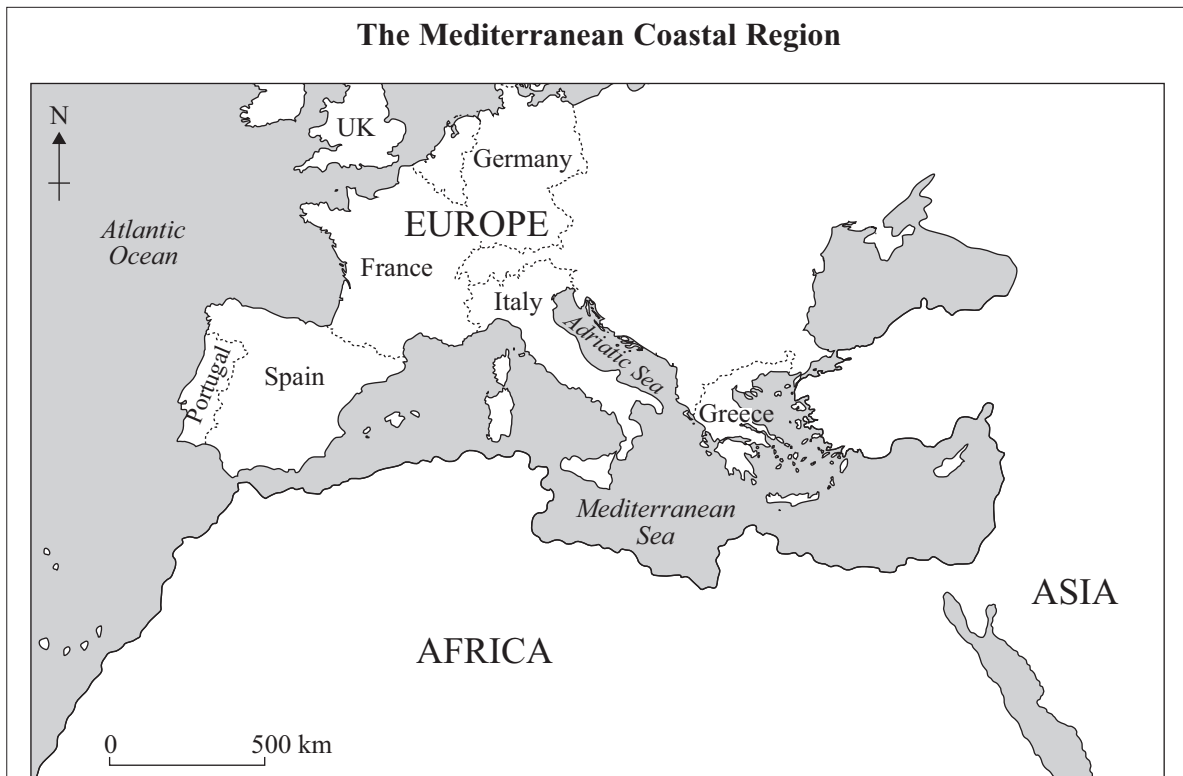 The Mediterranean Coastal Region
N
UK
Germany
EUROPE
Atlantic
Ocean
France
Italy
Adriatic Sea
Portugal
Spain
Greece
Mediterranean
Sea
ASIA
AFRICA
0 500 km